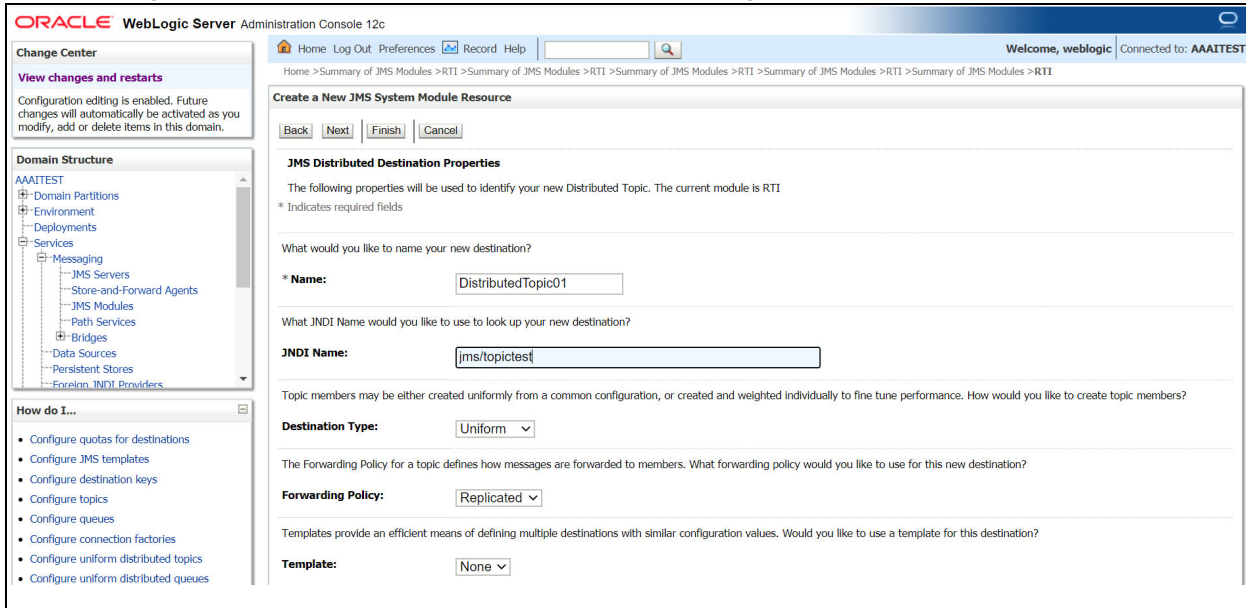 ORACLE WebLogic Server Administration Console 12c
Change Center
View changes and restarts
Configuration editing is enabled. Future
changes will automatically be activated as you
modify, add or delete items in this domain.
Domain Structure
AAAITEST
Domain Partitions
Environment
Deployments
Services
Messaging
JMS Servers
Store-and-Forward Agents
JMS Modules
Path Services
Bridges
Data Sources
Persistent Stores
Foreign JNDI Providers
How do I...
Configure quotas for destinations
Configure JMS templates
Configure destination keys
Configure topics
Configure queues
Configure connection factories
Configure uniform distributed topics
Configure uniform distributed queues
Home Log Out Preferences Record Help
Welcome, weblogic Connected to: AAAITEST
Home >Summary of JMS Modules >RTI >Summary of JMS Modules >RTI >Summary of JMS Modules >RTI >Summary of JMS Modules >RTI >Summary of JMS Modules >RTI
Create a New JMS System Module Resource
Back Next Finish Cancel
JMS Distributed Destination Properties
The following properties will be used to identify your new Distributed Topic. The current module is RTI
* Indicates required fields
What would you like to name your new destination?
* Name: DistributedTopic01
What JNDI Name would you like to use to look up your new destination?
JNDI Name: jms/topictest
Topic members may be either created uniformly from a common configuration, or created and weighted individually to fine tune performance. How would you like to create topic members?
Destination Type: Uniform
The Forwarding Policy for a topic defines how messages are forwarded to members. What forwarding policy would you like to use for this new destination?
Forwarding Policy: Replicated
Templates provide an efficient means of defining multiple destinations with similar configuration values. Would you like to use a template for this destination?
Template: None